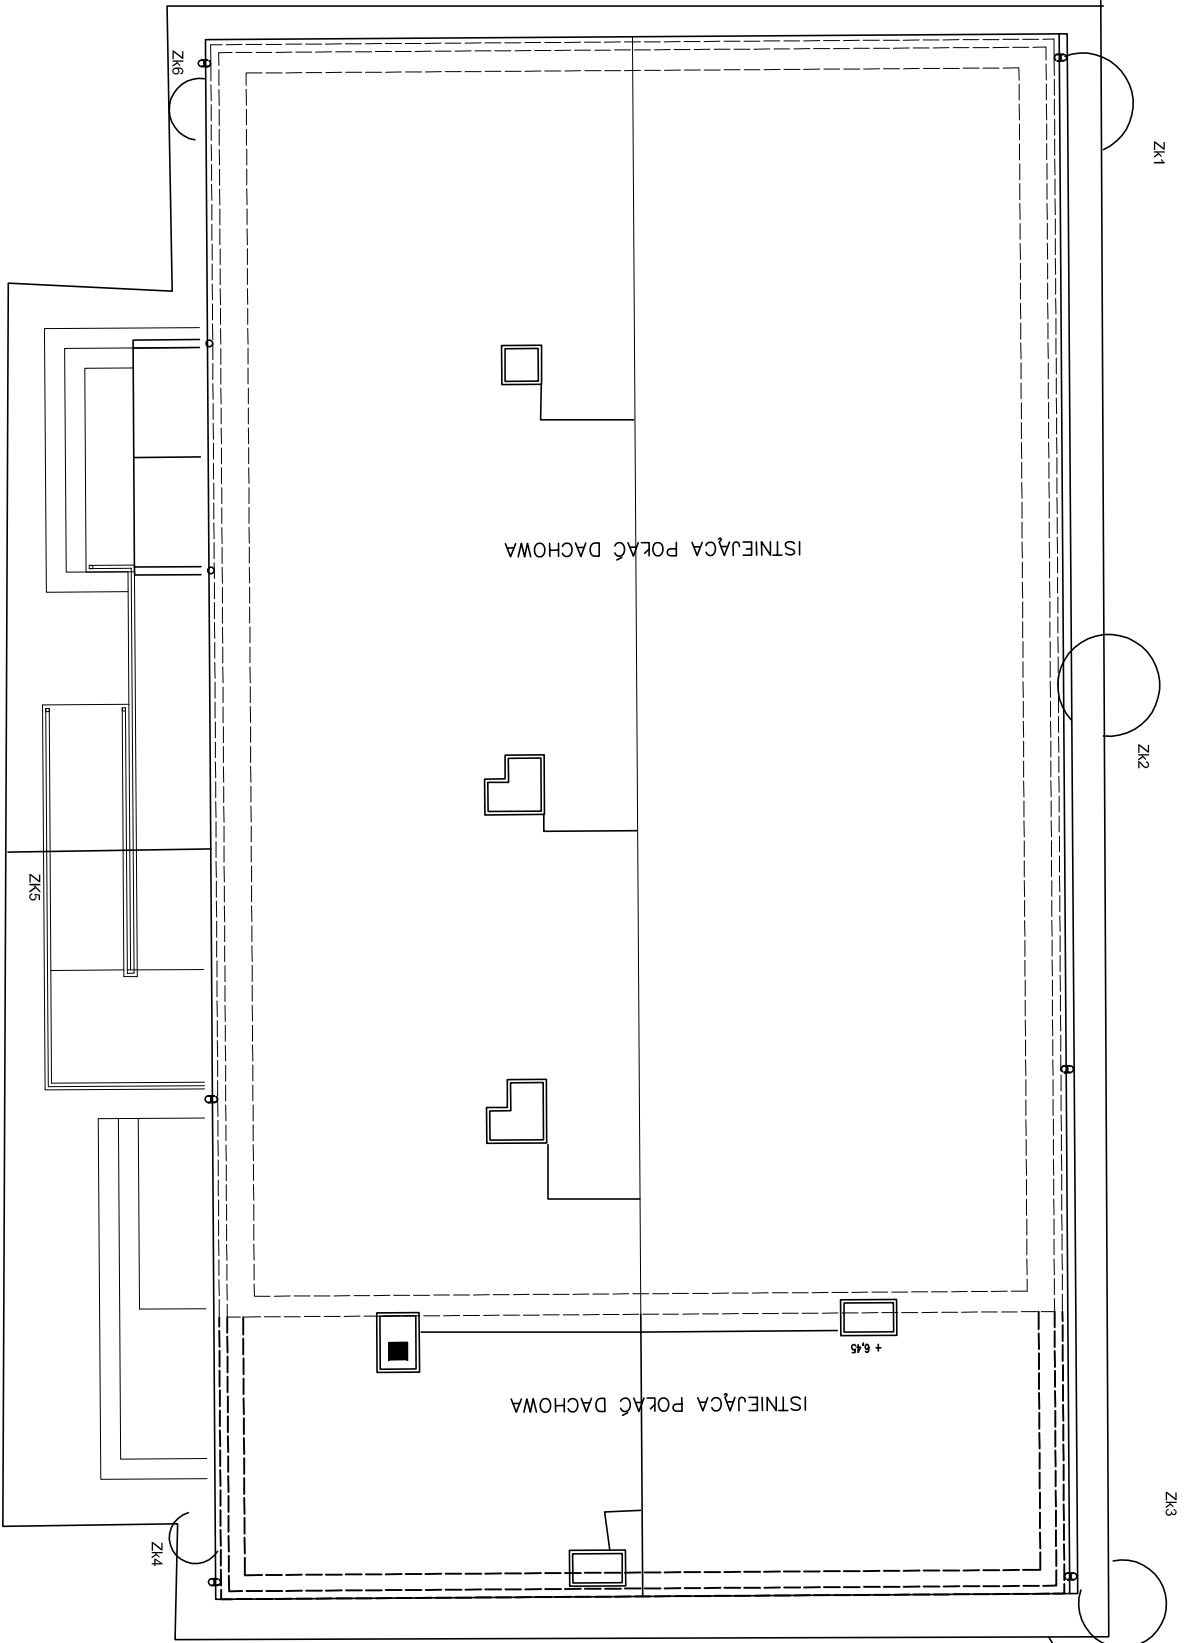 Zk6
Zk1
ISTNIEJĄCA POŁAĆ DACHOWA
Zk2
ZK5
+ 6,45
ISTNIEJĄCA POŁAĆ DACHOWA
Zk3
Zk4